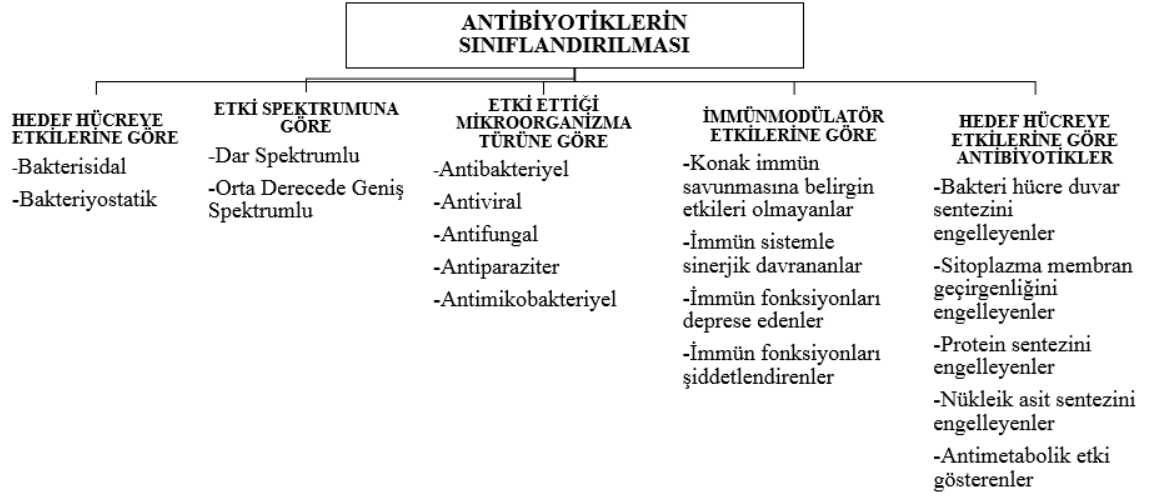 ANTİBİYOTİKLERİN
SINIFLANDIRILMASI
HEDEF HÜCREYE
ETKİLERİNE GÖRE
-Bakterisidal
-Bakteriyostatik
ETKİ SPEKTRUMUNA
GÖRE
-Dar Spektrumlu
-Orta Derecede Geniş
Spektrumlu
ETKİ ETTİĞİ
MİKROORGANİZMA
TÜRÜNE GÖRE
-Antibakteriyel
-Antiviral
-Antifungal
-Antiparaziter
-Antimikobakteriyel
İMMÜNMODÜLATÖR
ETKİLERİNE GÖRE
-Konak immün
savunmasına belirgin
etkileri olmayanlar
-İmmün sistemle
sinerjik davrananlar
-İmmün fonksiyonları
deprese edenler
-İmmün fonksiyonları
şiddetlendirenler
HEDEF HÜCREYE
ETKİLERİNE GÖRE
ANTİBİYOTİKLER
-Bakteri hücre duvar
sentezini
engelleyenler
-Sitoplazma membran
geçirgenliğini
engelleyenler
-Protein sentezini
engelleyenler
-Nükleik asit sentezini
engelleyenler
-Antimetabolik etki
gösterenler